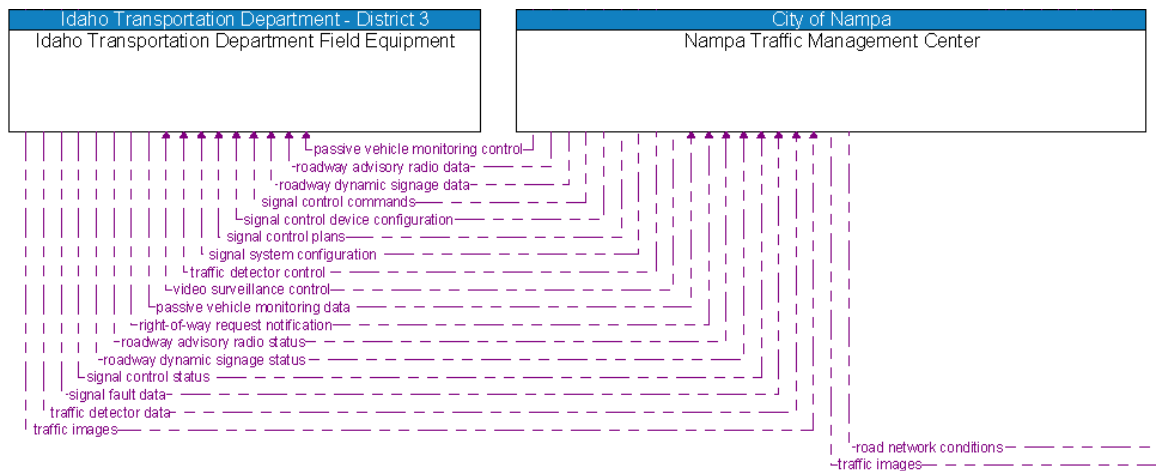 Idaho Transportation Department - District 3
Idaho Transportation Department Field Equipment
City of Nampa
Nampa Traffic Management Center
passive vehicle monitoring control
roadway advisory radio data
roadway dynamic signage data
signal control commands
signal control device configuration
signal control plans
signal system configuration
traffic detector control
video surveillance control
passive vehicle monitoring data
right-of-way request notification
roadway advisory radio status
roadway dynamic signage status
signal control status
signal fault data
traffic detector data
traffic images
road network conditions
traffic images